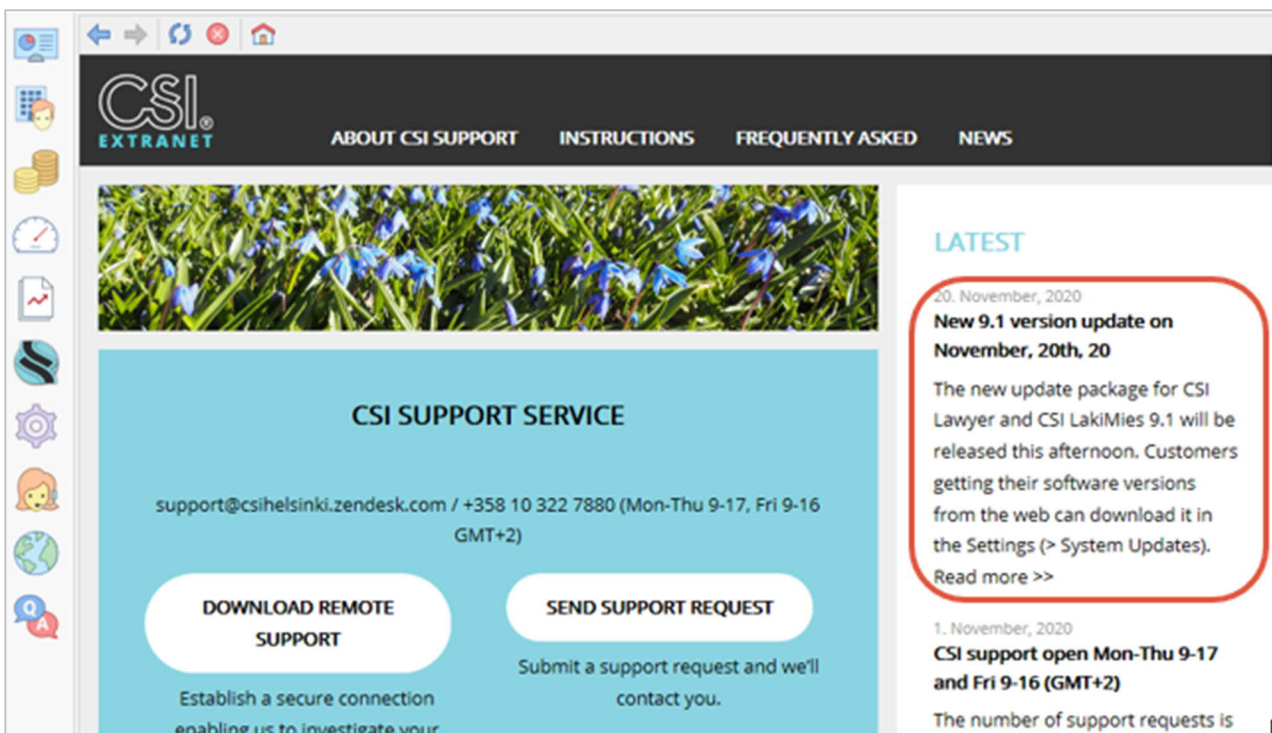 CSI®
EXTRANET
ABOUT CSI SUPPORT
INSTRUCTIONS
FREQUENTLY ASKED
NEWS
CSI SUPPORT SERVICE
support@csihelsinki.zendesk.com / +358 10 322 7880 (Mon-Thu 9-17, Fri 9-16
GMT+2)
DOWNLOAD REMOTE
SUPPORT
Establish a secure connection
enabling us to investigate your
SEND SUPPORT REQUEST
Submit a support request and we'll
contact you.
LATEST
20. November, 2020
New 9.1 version update on
November, 20th, 20
The new update package for CSI
Lawyer and CSI LakiMies 9.1 will be
released this afternoon. Customers
getting their software versions
from the web can download it in
the Settings (> System Updates).
Read more >>
1. November, 2020
CSI support open Mon-Thu 9-17
and Fri 9-16 (GMT+2)
The number of support requests is
Q
A